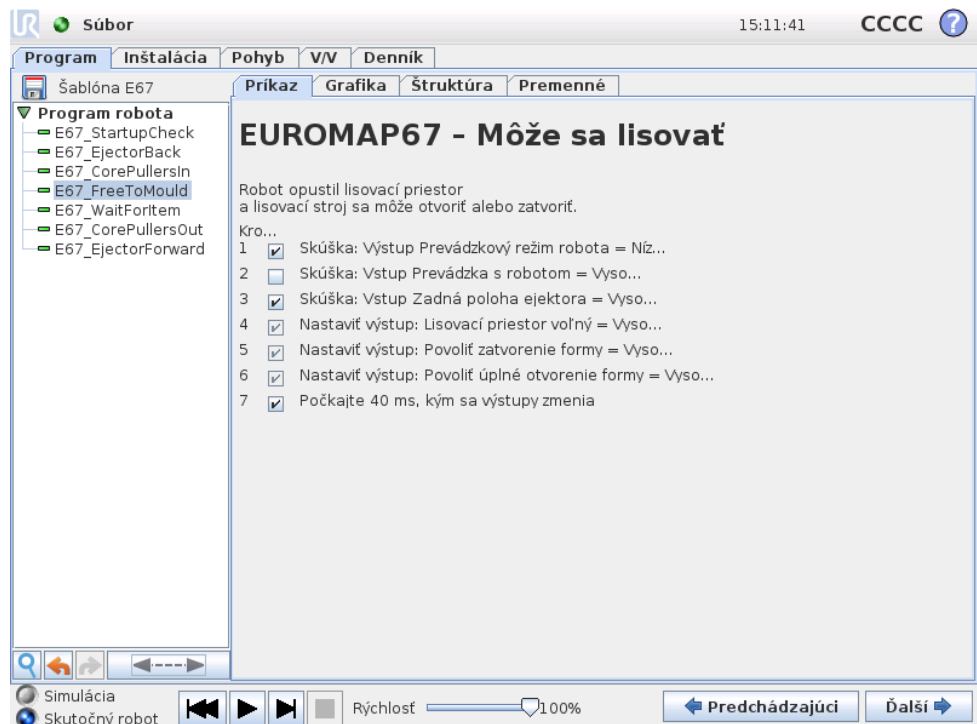 UR Súbor 15:11:41 CCCC ?
Program Inštalácia Pohyb V/V Denník
Šablóna E67
Príkaz Grafika Štruktúra Premenné
Program robota
E67_StartupCheck
E67_EjectorBack
E67_CorePullersIn
E67_FreeToMould
E67_WaitForItem
E67_CorePullersOut
E67_EjectorForward
EUROMAP67 – Môže sa lisovať
Robot opustil lisovací priestor
a lisovací stroj sa môže otvoriť alebo zatvoriť.
Kro...
1 Skúška: Výstup Prevádzkový režim robota = Níz...
2 Skúška: Vstup Prevádzka s robotom = Vyso...
3 Skúška: Vstup Zadná poloha ejektora = Vyso...
4 Nastaviť výstup: Lisovací priestor voľný = Vyso...
5 Nastaviť výstup: Povoliť zatvorenie formy = Vyso...
6 Nastaviť výstup: Povoliť úplné otvorenie formy = Vyso...
7 Počkajte 40 ms, kým sa výstupy zmenia
Simulácia
Skutočný robot
Rýchlosť 100%
Predchádzajúci Ďalší